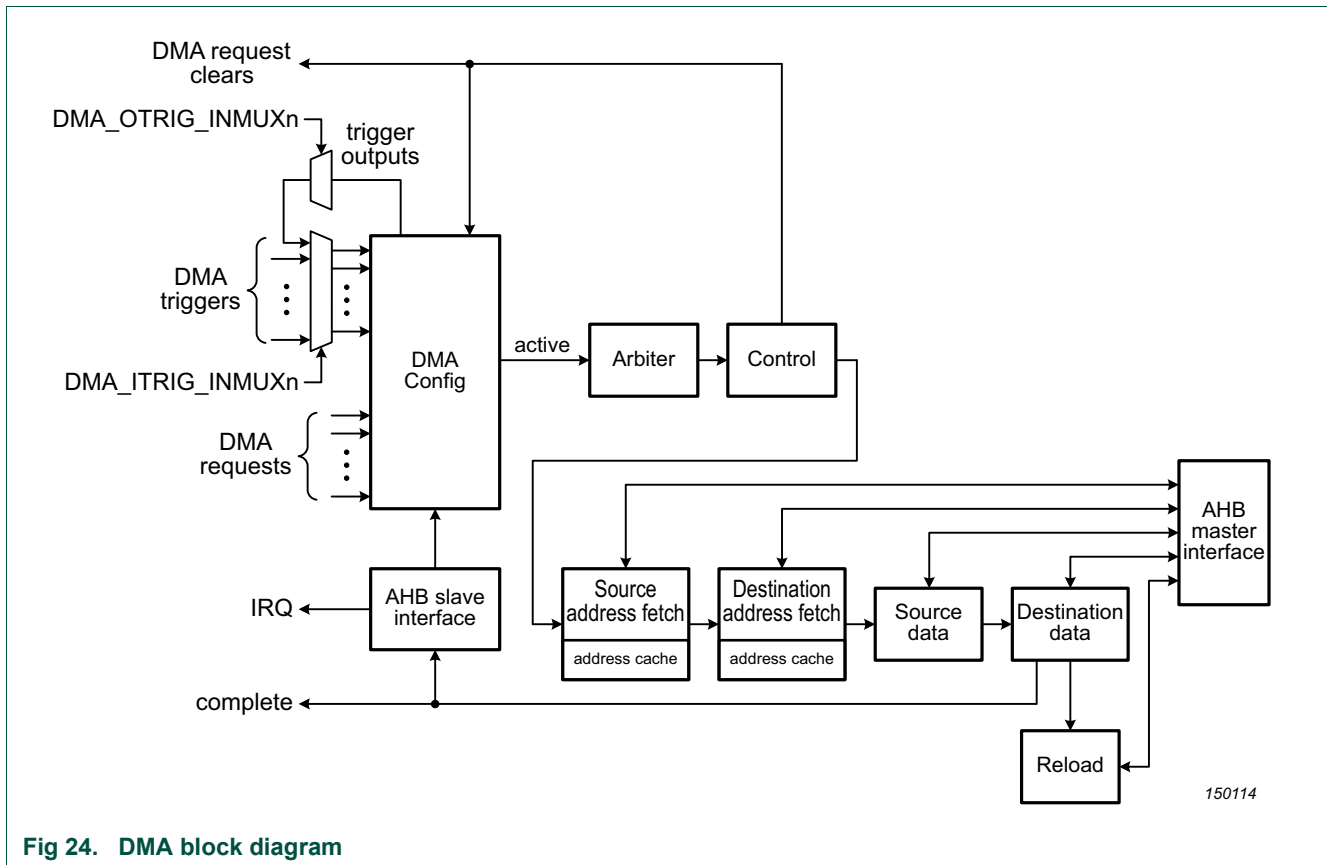 DMA request
clears
DMA_OTRIG_INMUXn
trigger
outputs
DMA
triggers
DMA_ITRIG_INMUXn
DMA
requests
DMA
Config
active
Arbiter
Control
AHB
master
interface
IRQ
AHB slave
interface
Source
address fetch
address cache
Destination
address fetch
address cache
Source
data
Destination
data
complete
Reload
150114
Fig 24. DMA block diagram